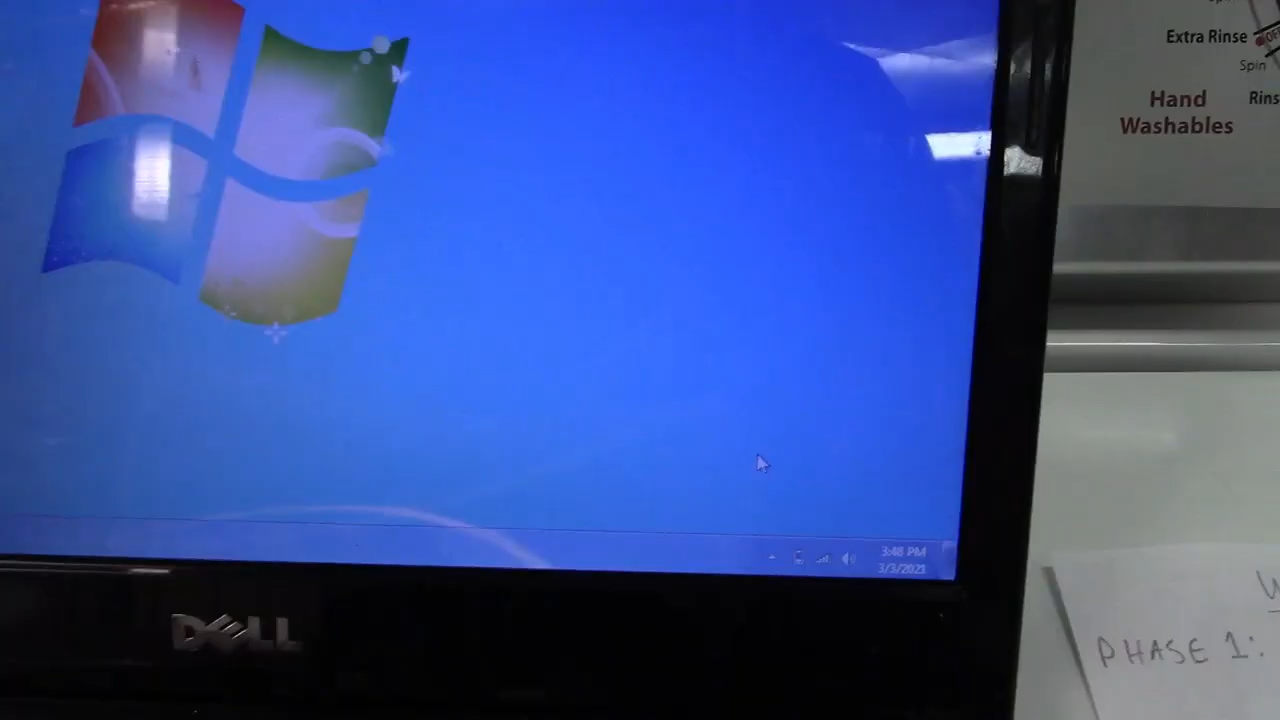 Extra Rinse
Spin
Hand
Washables
Rins
3:48 PM
3/3/2021
DELL
PHASE 1: